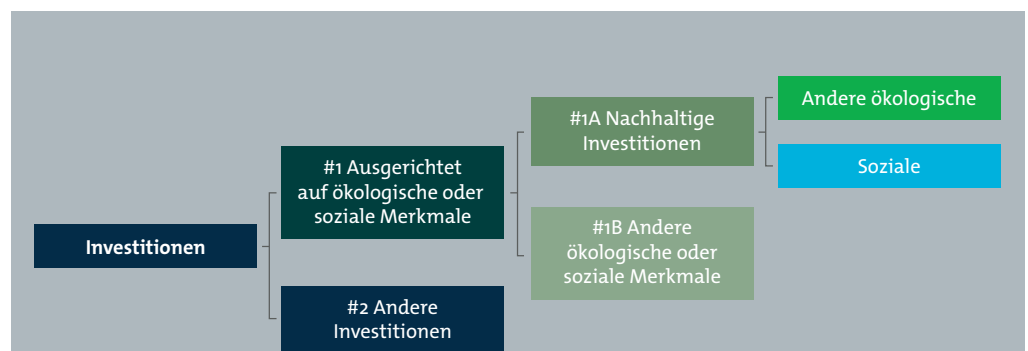 Investitionen
#1 Ausgerichtet
auf ökologische oder
soziale Merkmale
#2 Andere
Investitionen
#1A Nachhaltige
Investitionen
#1B Andere
ökologische oder
soziale Merkmale
Andere ökologische
Soziale